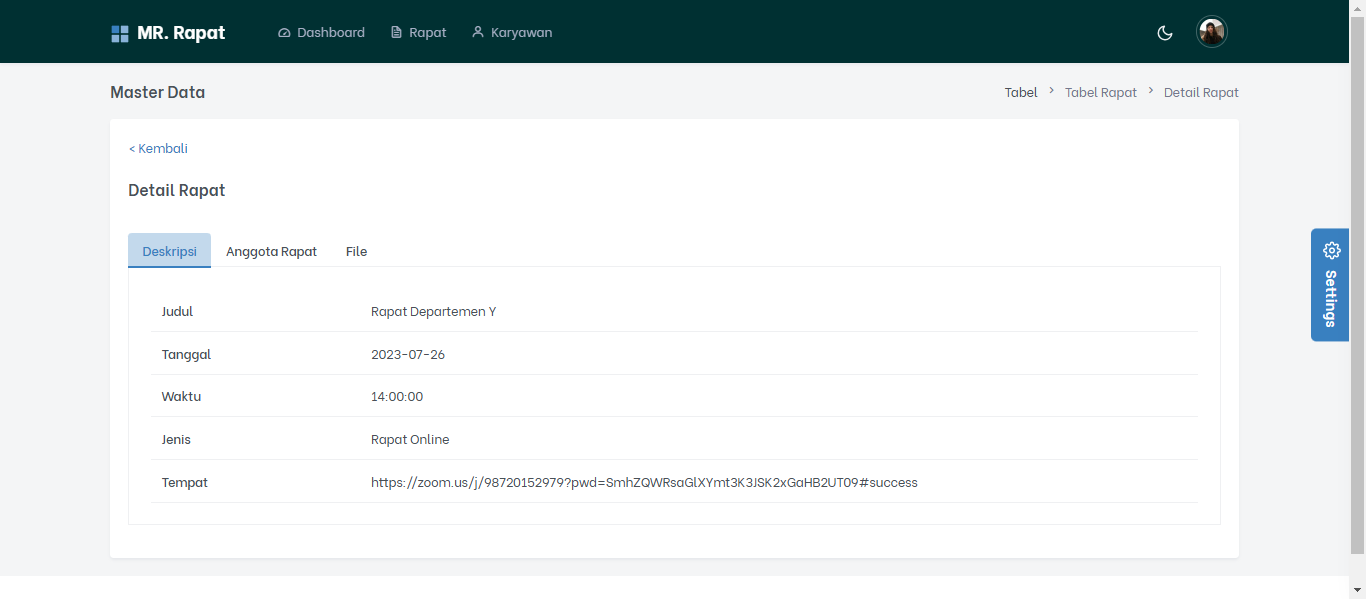 MR. Rapat Dashboard Rapat Karyawan
Master Data Tabel > Tabel Rapat > Detail Rapat
< Kembali
Detail Rapat
Deskripsi Anggota Rapat File
Settings
Judul Rapat Departemen Y
Tanggal 2023-07-26
Waktu 14:00:00
Jenis Rapat Online
Tempat https://zoom.us/j/98720152979?pwd=SmhZQWRsaGlXYmt3K3JSK2xGaHB2UT09#success